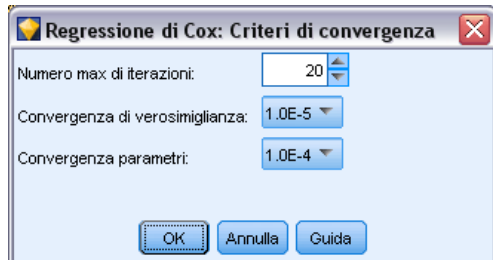 Regressione di Cox: Criteri di convergenza
Numero max di iterazioni: 20
Convergenza di verosimiglianza: 1.0E-5
Convergenza parametri: 1.0E-4
OK Annulla Guida